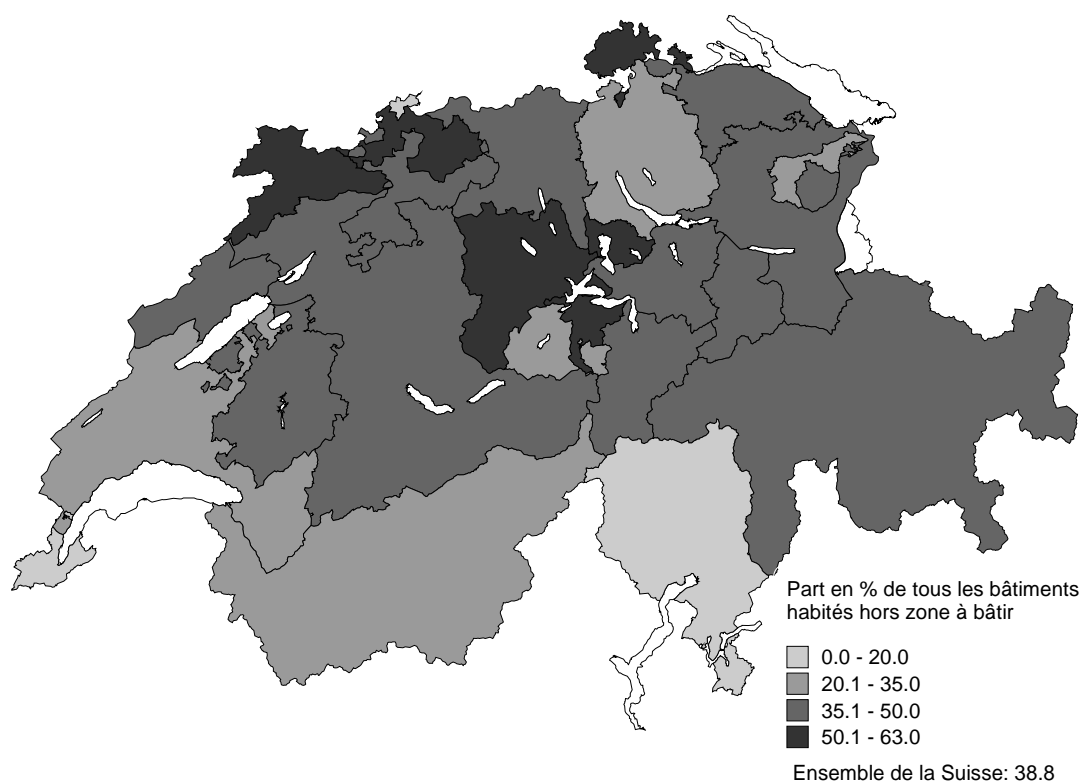 Part en % de tous les bâtiments
habités hors zone à bâtir
0.0 - 20.0
20.1 - 35.0
35.1 - 50.0
50.1 - 63.0
Ensemble de la Suisse: 38.8